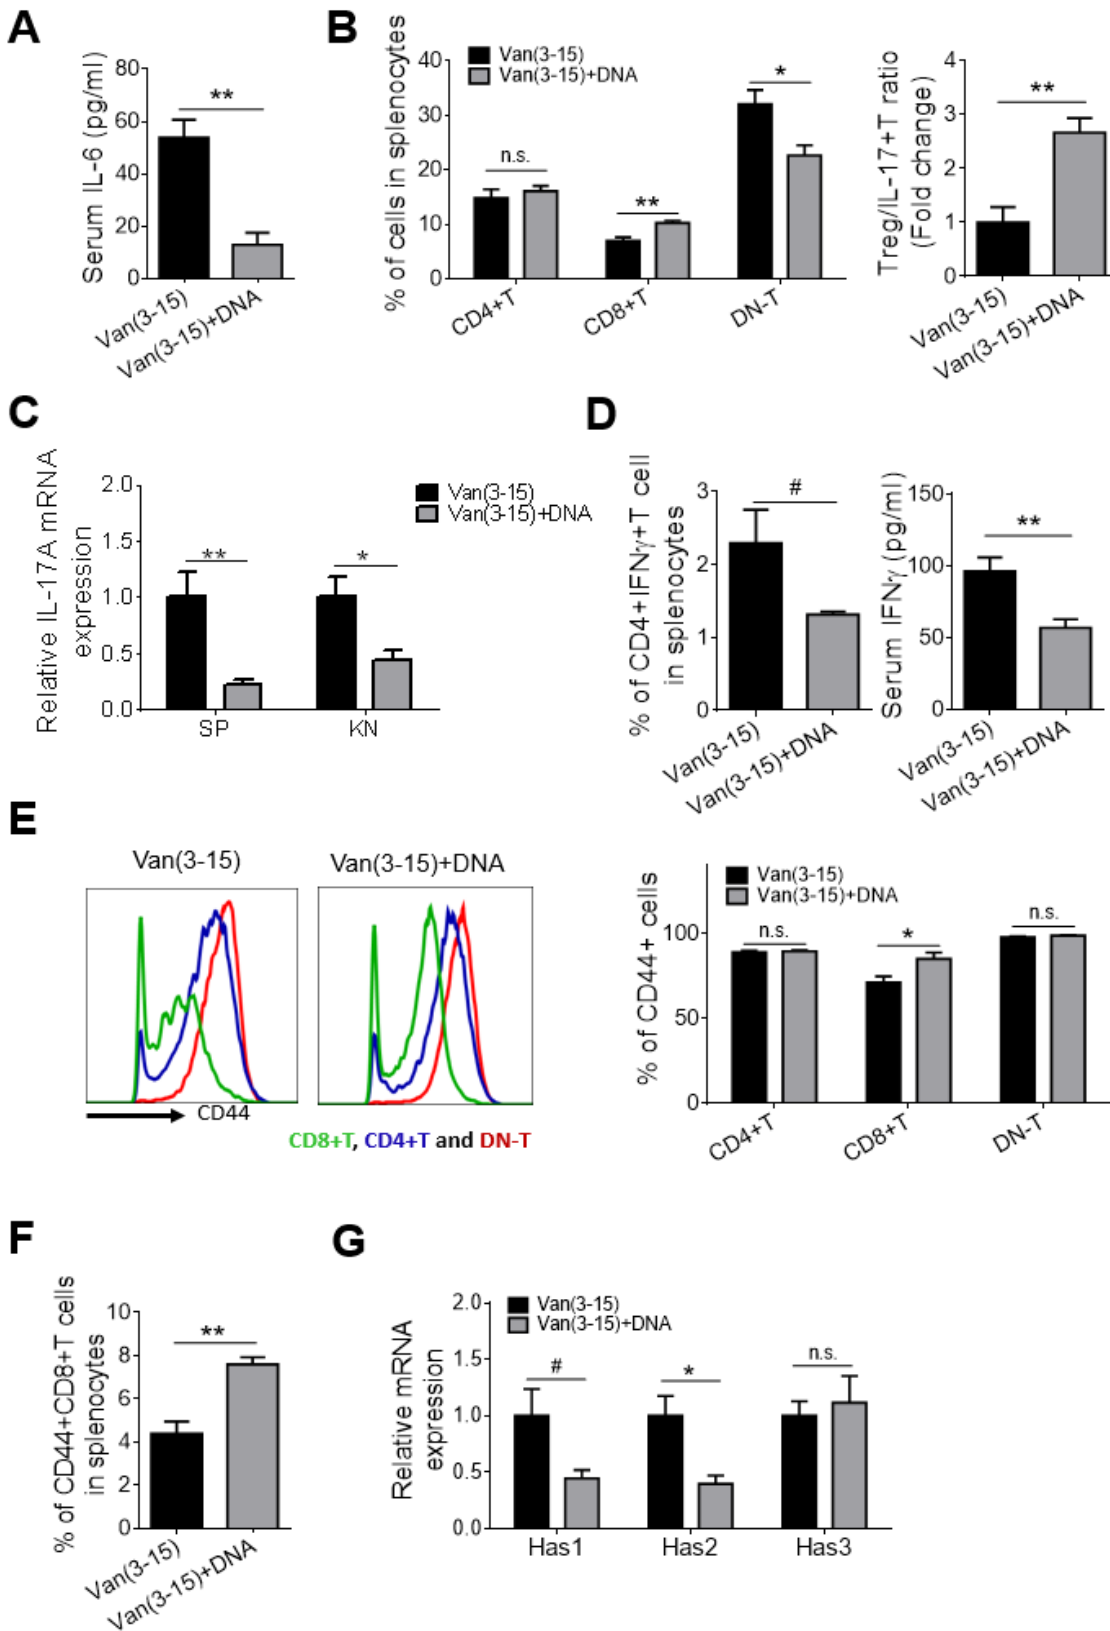 A
Serum IL-6 (pg/ml)
80
60
40
20
0
**
Van(3-15)
Van(3-15)+DNA
B
% of cells in splenocytes
40
30
20
10
0
Van(3-15)
Van(3-15)+DNA
n.s.
**
*
CD4+T
CD8+T
DN-T
Treg/IL-17+T ratio
(Fold change)
4
3
2
1
0
**
Van(3-15)
Van(3-15)+DNA
C
Relative IL-17A mRNA
expression
2.0
1.5
1.0
0.5
0.0
**
*
SP
KN
Van(3-15)
Van(3-15)+DNA
D
% of CD4+IFNγ+T cell
in splenocytes
3
2
1
0
#
Van(3-15)
Van(3-15)+DNA
Serum IFNγ (pg/ml)
150
100
50
0
**
Van(3-15)
Van(3-15)+DNA
E
Van(3-15)
Van(3-15)+DNA
CD44
CD8+T, CD4+T and DN-T
% of CD44+ cells
100
50
0
Van(3-15)
Van(3-15)+DNA
n.s.
*
n.s.
CD4+T
CD8+T
DN-T
F
% of CD44+CD8+T cells
in splenocytes
10
8
6
4
2
0
**
Van(3-15)
Van(3-15)+DNA
G
Relative mRNA
expression
2.0
1.5
1.0
0.5
0.0
Van(3-15)
Van(3-15)+DNA
#
*
n.s.
Has1
Has2
Has3